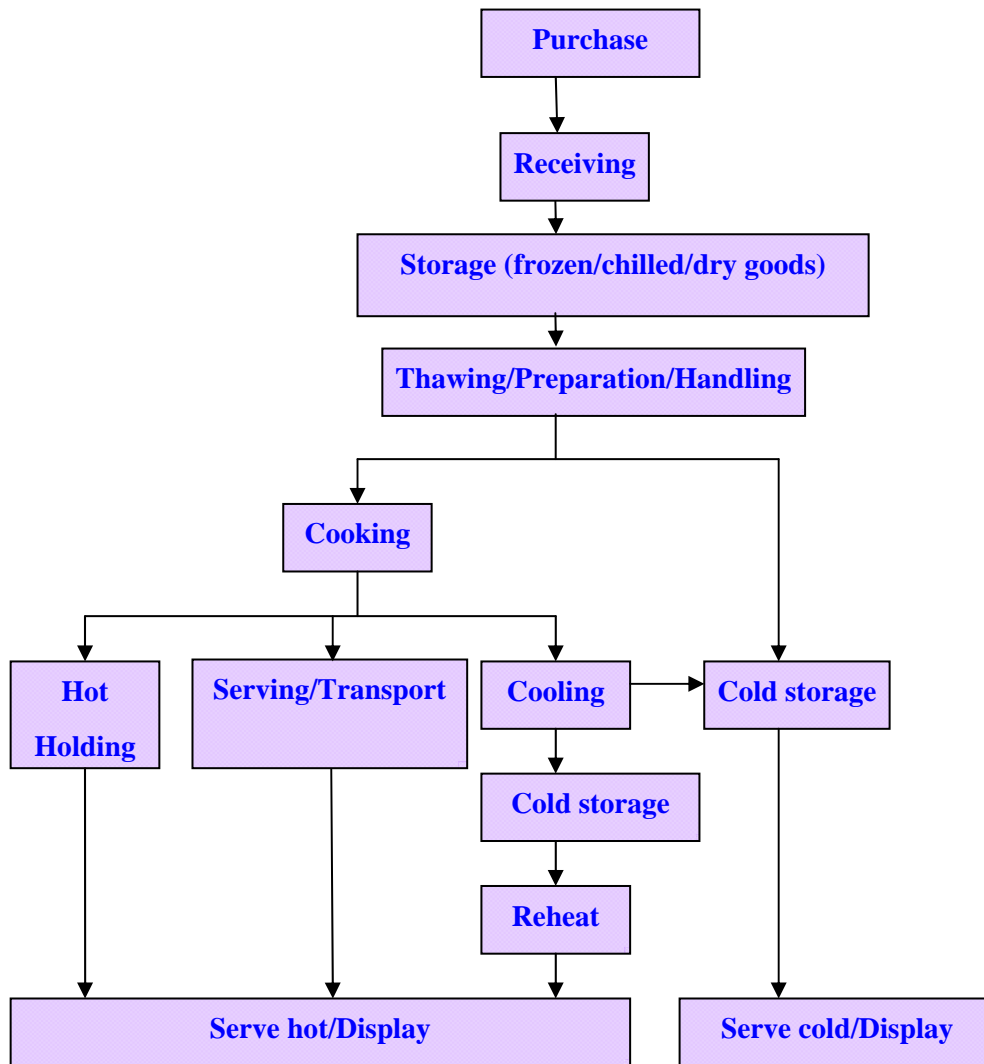 Purchase
Receiving
Storage (frozen/chilled/dry goods)
Thawing/Preparation/Handling
Cooking
Hot
Holding
Serving/Transport
Cooling
Cold storage
Cold storage
Reheat
Serve hot/Display
Serve cold/Display